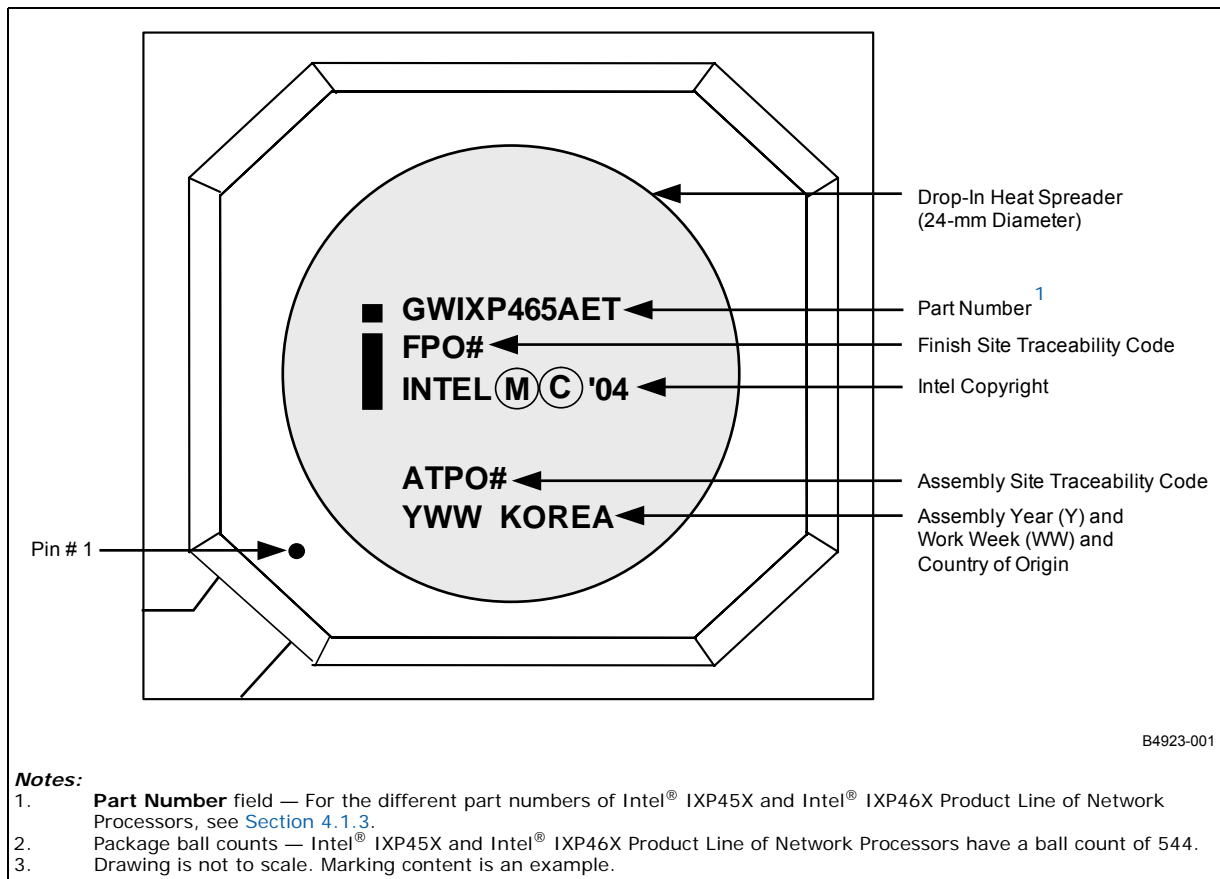 Drop-In Heat Spreader
(24-mm Diameter)
GWIXP465AET
Part Number 1
FPO#
Finish Site Traceability Code
INTEL Ⓜ Ⓒ '04
Intel Copyright
ATPO#
Assembly Site Traceability Code
YWW KOREA
Assembly Year (Y) and
Work Week (WW) and
Country of Origin
Pin # 1
B4923-001
Notes:
1. Part Number field — For the different part numbers of Intel® IXP45X and Intel® IXP46X Product Line of Network
Processors, see Section 4.1.3.
2. Package ball counts — Intel® IXP45X and Intel® IXP46X Product Line of Network Processors have a ball count of 544.
3. Drawing is not to scale. Marking content is an example.